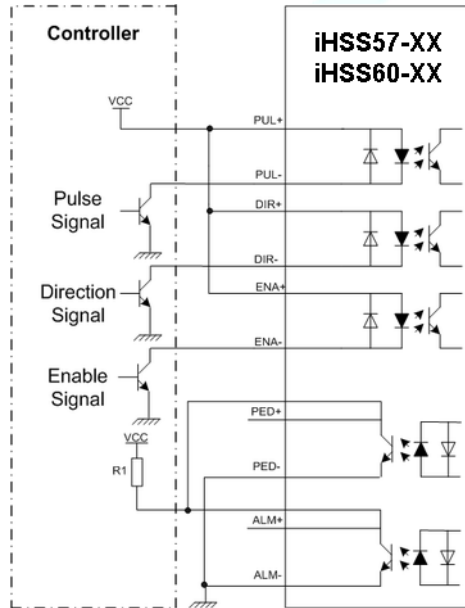 Controller
iHSS57-XX
iHSS60-XX
VCC
PUL+
PUL-
Pulse
Signal
DIR+
DIR-
Direction
Signal
ENA+
ENA-
Enable
Signal
PED+
VCC
R1
PED-
ALM+
ALM-